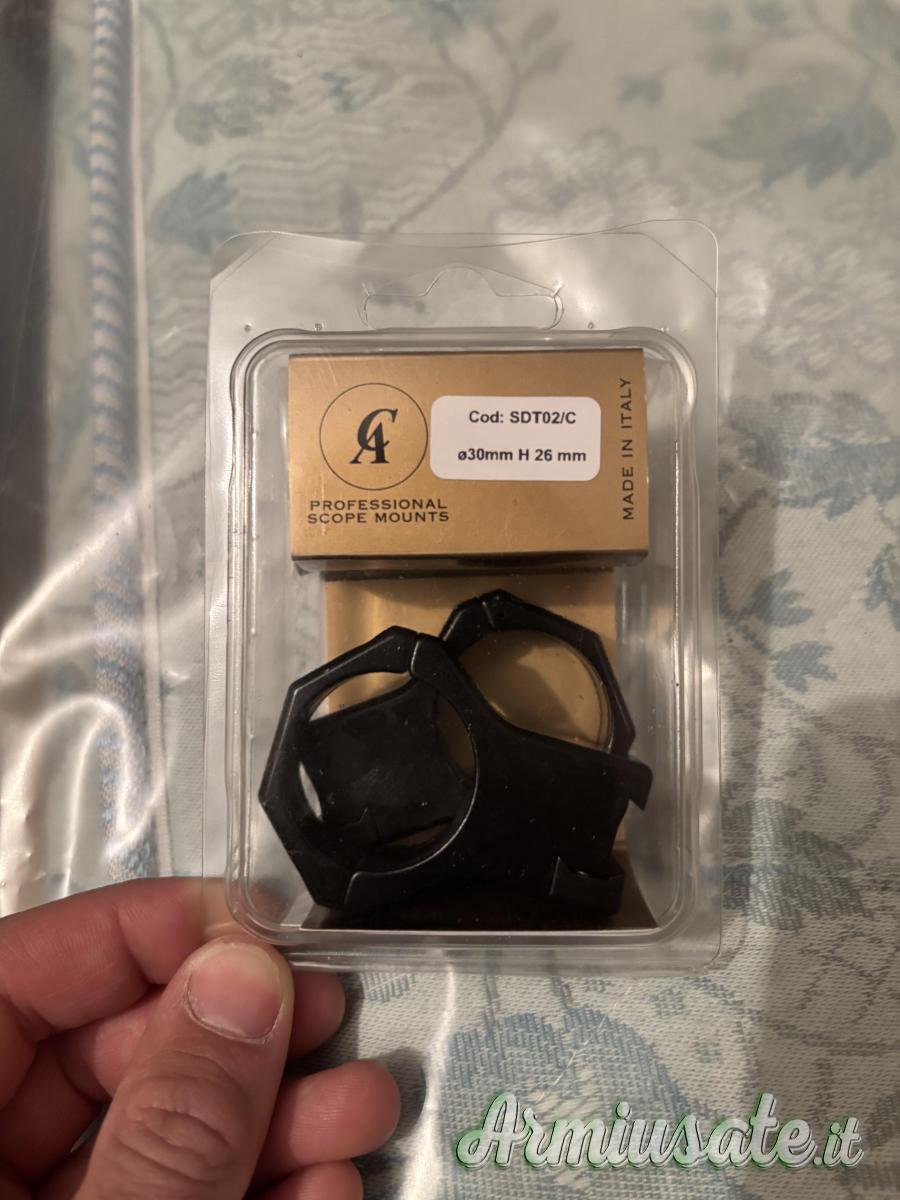 CA
Cod: SDT02/C
ø30mm H 26 mm
PROFESSIONAL
SCOPE MOUNTS
MADE IN ITALY
Armiusate.it